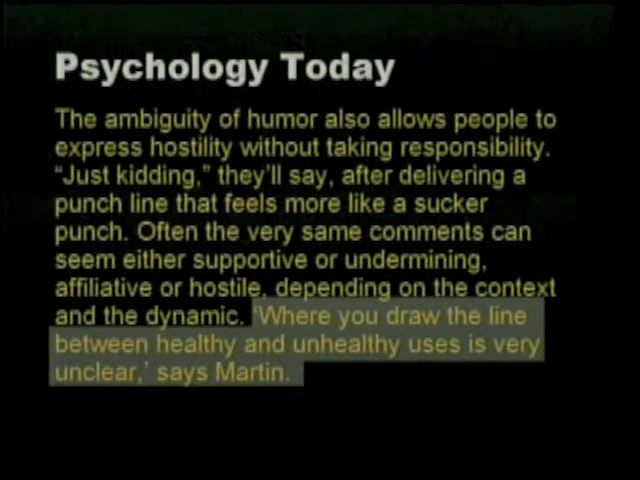 Psychology Today
The ambiguity of humor also allows people to
express hostility without taking responsibility.
“Just kidding,” they’ll say, after delivering a
punch line that feels more like a sucker
punch. Often the very same comments can
seem either supportive or undermining,
affiliative or hostile, depending on the context
and the dynamic. ‘Where you draw the line
between healthy and unhealthy uses is very
unclear,’ says Martin.